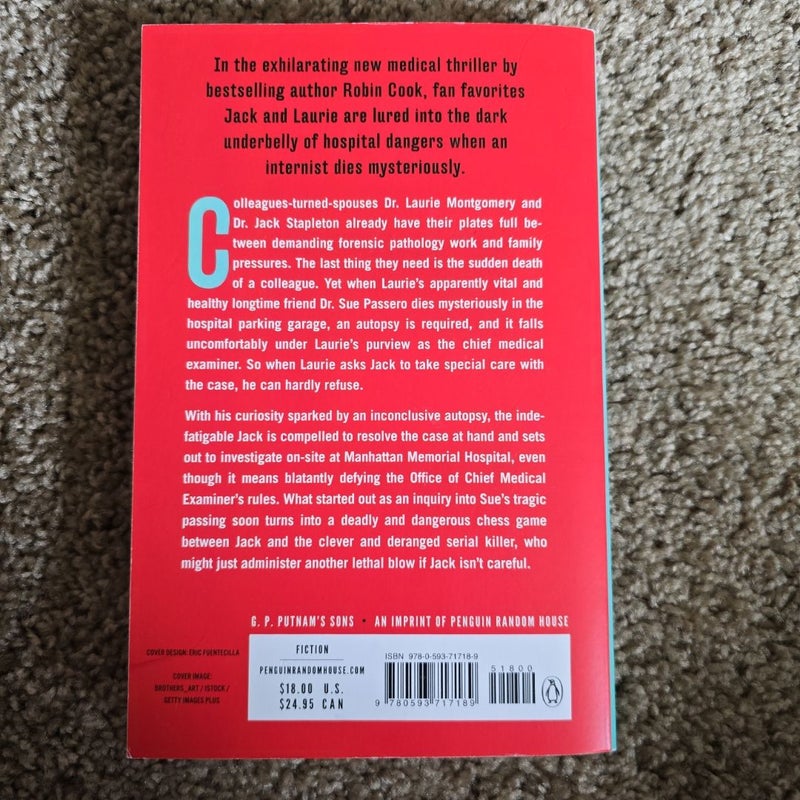 In the exhilarating new medical thriller by
bestselling author Robin Cook, fan favorites
Jack and Laurie are lured into the dark
underbelly of hospital dangers when an
internist dies mysteriously.
Colleagues-turned-spouses Dr. Laurie Montgomery and
Dr. Jack Stapleton already have their plates full be-
tween demanding forensic pathology work and family
pressures. The last thing they need is the sudden death
of a colleague. Yet when Laurie's apparently vital and
healthy longtime friend Dr. Sue Passero dies mysteriously in the
hospital parking garage, an autopsy is required, and it falls
uncomfortably under Laurie's purview as the chief medical
examiner. So when Laurie asks Jack to take special care with
the case, he can hardly refuse.
With his curiosity sparked by an inconclusive autopsy, the inde-
fatigable Jack is compelled to resolve the case at hand and sets
out to investigate on-site at Manhattan Memorial Hospital, even
though it means blatantly defying the Office of Chief Medical
Examiner's rules. What started out as an inquiry into Sue's tragic
passing soon turns into a deadly and dangerous chess game
between Jack and the clever and deranged serial killer, who
might just administer another lethal blow if Jack isn't careful.
G. P. PUTNAM'S SONS • AN IMPRINT OF PENGUIN RANDOM HOUSE
COVER DESIGN: ERIC FUENTECILLA
COVER IMAGE:
BROTHERS_ART / ISTOCK /
GETTY IMAGES PLUS
FICTION
PENGUINRANDOMHOUSE.COM
$18.00 U.S.
$24.95 CAN
ISBN 978-0-593-71718-9
51800
9 780593 717189